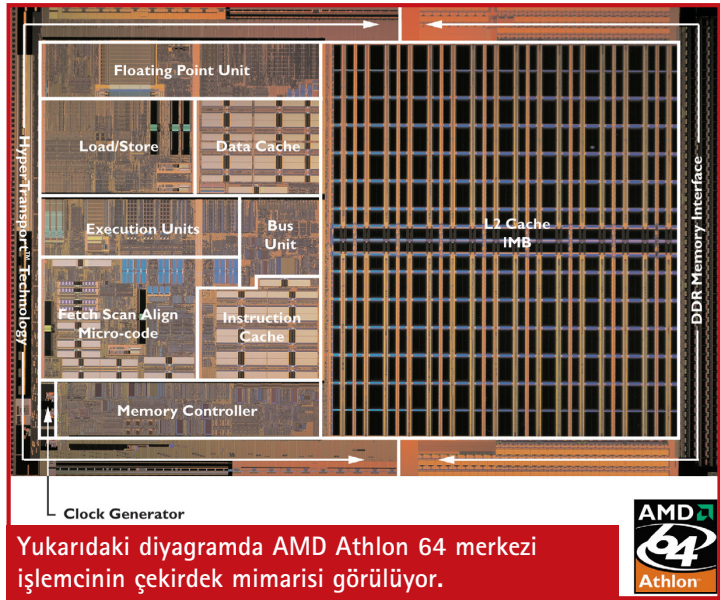 Floating Point Unit
Load/Store
Data Cache
HyperTransport™ Technology
Execution Units
Bus
Unit
L2 Cache
IMB
DDR Memory Interface
Fetch Scan Align
Micro-code
Instruction
Cache
Memory Controller
Clock Generator
Yukarıdaki diyagramda AMD Athlon 64 merkezi
işlemcinin çekirdek mimarisi görülüyor.
AMD
64
Athlon™